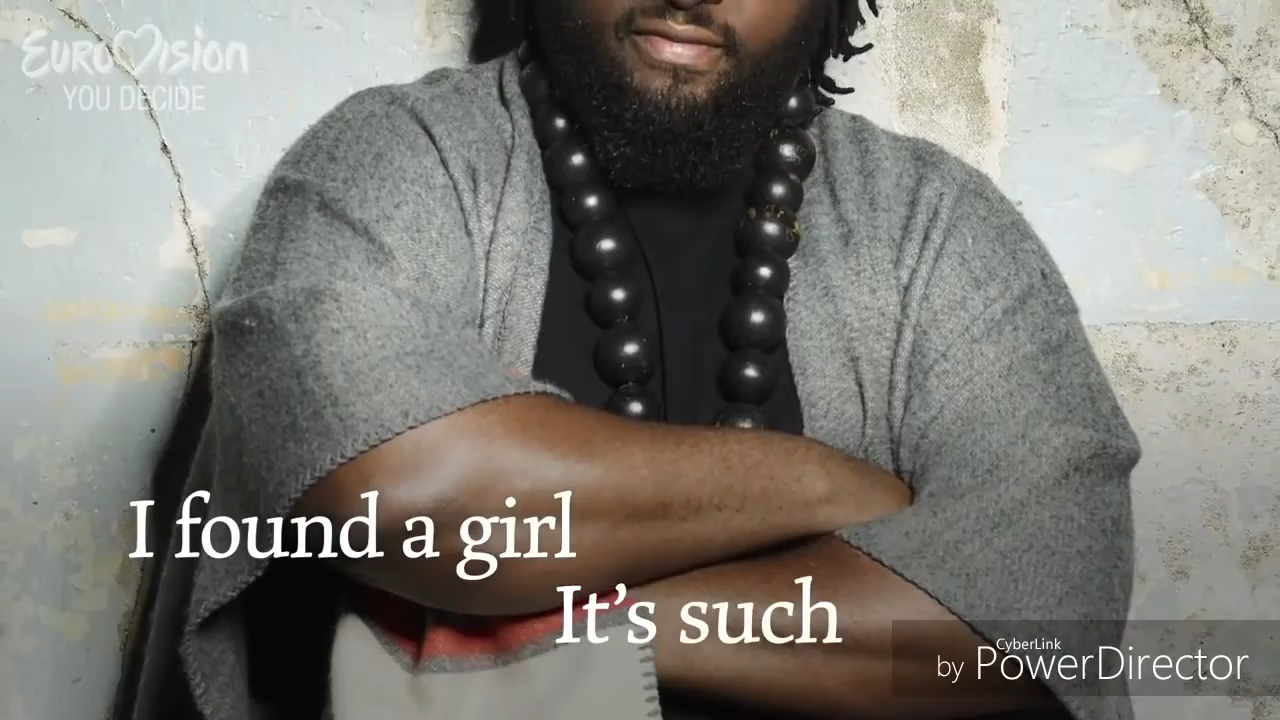 EUROVISION
YOU DECIDE
I found a girl
It's such
CyberLink
by PowerDirector